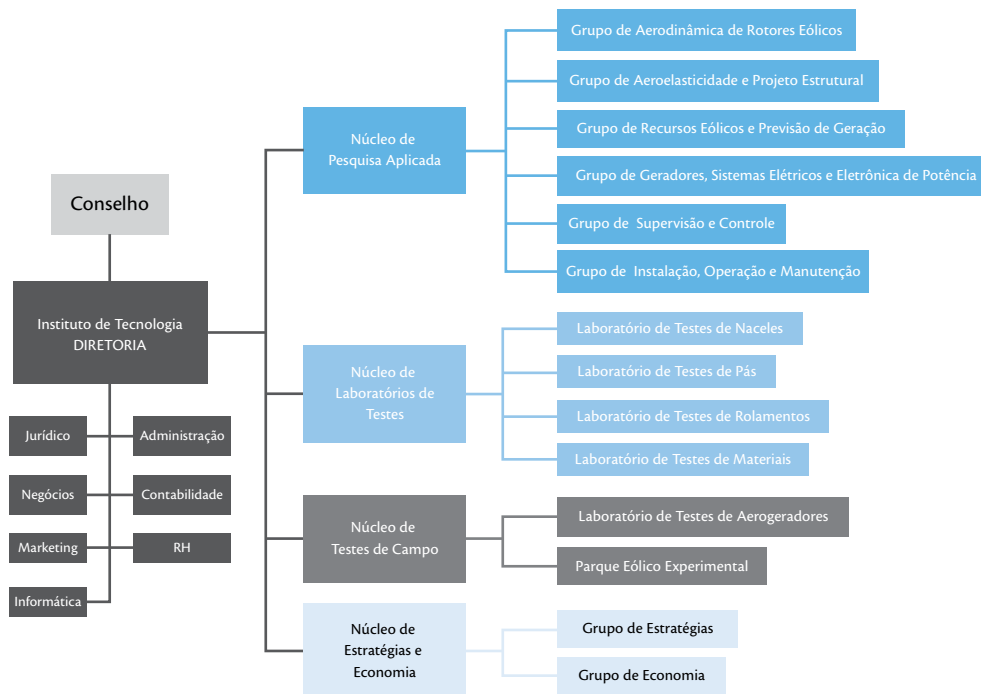 Conselho
Instituto de Tecnologia
DIRETORIA
Jurídico
Administração
Negócios
Contabilidade
Marketing
RH
Informática
Núcleo de
Pesquisa Aplicada
Grupo de Aerodinâmica de Rotores Eólicos
Grupo de Aeroelasticidade e Projeto Estrutural
Grupo de Recursos Eólicos e Previsão de Geração
Grupo de Geradores, Sistemas Elétricos e Eletrônica de Potência
Grupo de Supervisão e Controle
Grupo de Instalação, Operação e Manutenção
Núcleo de
Laboratórios de
Testes
Laboratório de Testes de Naceles
Laboratório de Testes de Pás
Laboratório de Testes de Rolamentos
Laboratório de Testes de Materiais
Núcleo de
Testes de Campo
Laboratório de Testes de Aerogeradores
Parque Eólico Experimental
Núcleo de
Estratégias e
Economia
Grupo de Estratégias
Grupo de Economia